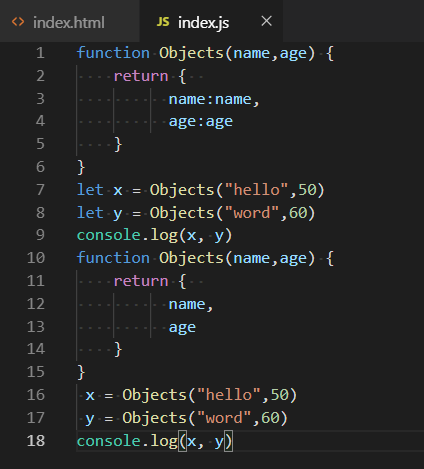 index.html JS index.js
1 function Objects(name,age) {
2 return {
3 name:name,
4 age:age
5 }
6 }
7 let x = Objects("hello",50)
8 let y = Objects("word",60)
9 console.log(x, y)
10 function Objects(name,age) {
11 return {
12 name,
13 age
14 }
15 }
16 x = Objects("hello",50)
17 y = Objects("word",60)
18 console.log(x, y)